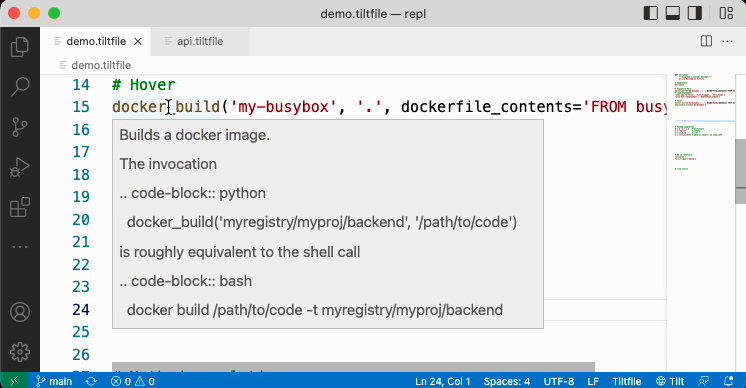 demo.tiltfile — repl
demo.tiltfile
api.tiltfile
demo.tiltfile
14 # Hover
15 docker_build('my-busybox', '.', dockerfile_contents='FROM busy
16
17
18
19
20
21
22
23
24
25
26
Builds a docker image.
The invocation
.. code-block:: python
docker_build('myregistry/myproj/backend', '/path/to/code')
is roughly equivalent to the shell call
.. code-block:: bash
docker build /path/to/code -t myregistry/myproj/backend
main 0 0 Ln 24, Col 1 Spaces: 4 UTF-8 LF Tiltfile Tilt